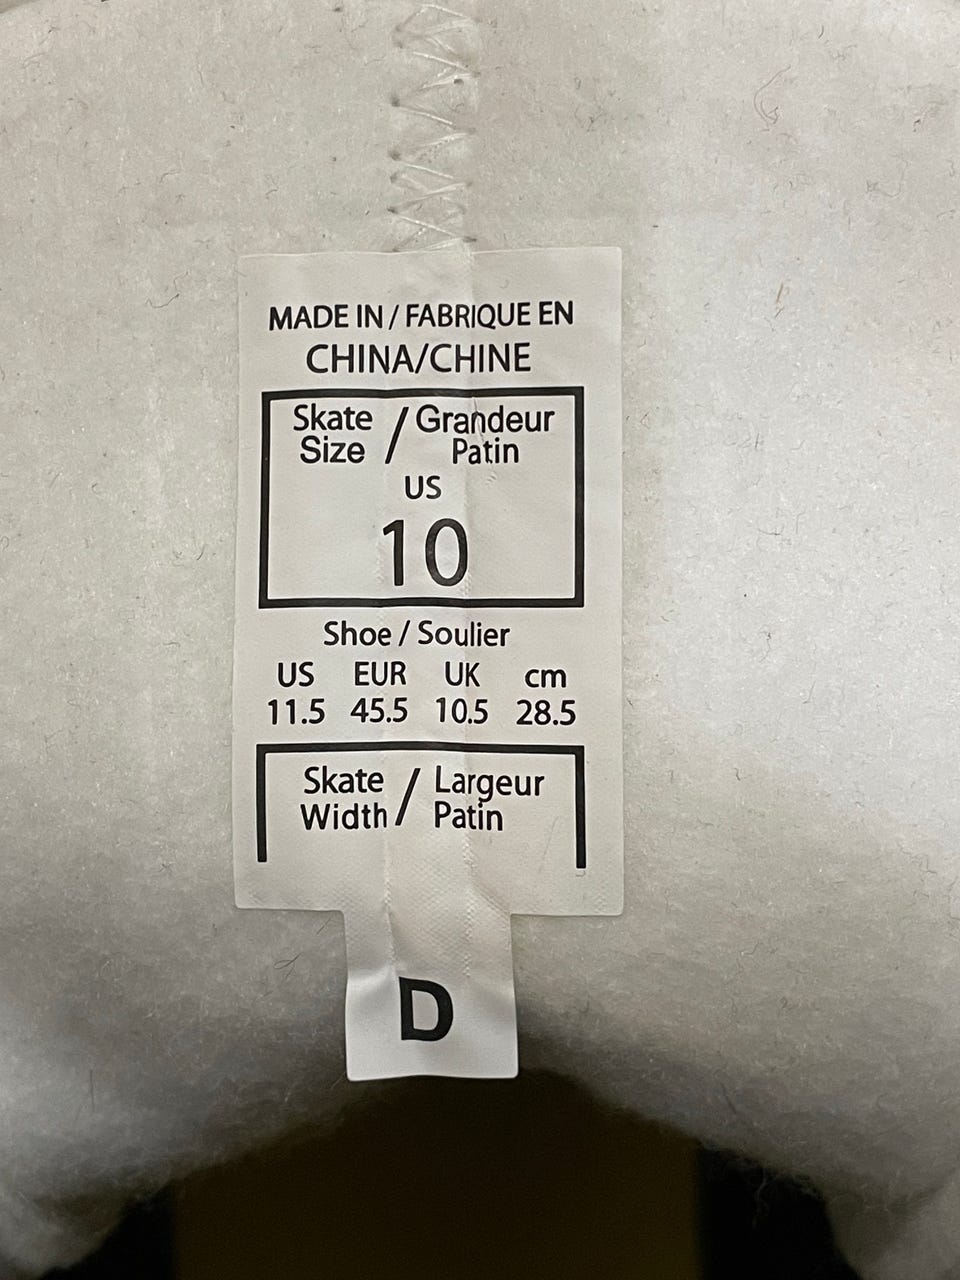 MADE IN / FABRIQUE EN
CHINA/CHINE
Skate Size / Grandeur Patin
US
10
Shoe / Soulier
US EUR UK cm
11.5 45.5 10.5 28.5
Skate Width / Largeur Patin
D